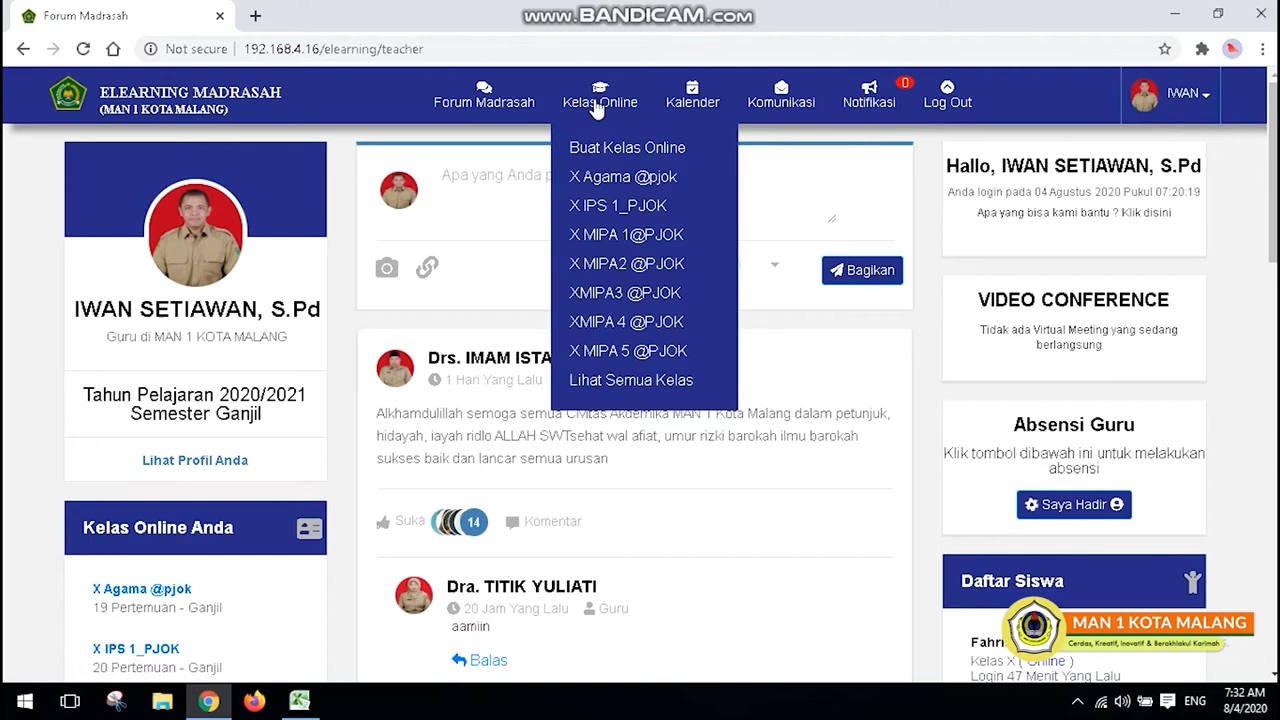 Forum Madrasah
WWW.BANDICAM.COM
Not secure
192.168.4.16/elearning/teacher
ELEARNING MADRASAH
(MAN 1 KOTA MALANG)
Forum Madrasah
Kelas Online
Kalender
Komunikasi
Notifikasi
0
Log Out
IWAN
Buat Kelas Online
X Agama @pjok
X IPS 1_PJOK
X MIPA 1@PJOK
X MIPA2 @PJOK
XMIPA3 @PJOK
XMIPA 4 @PJOK
X MIPA 5 @PJOK
Lihat Semua Kelas
IWAN SETIAWAN, S.Pd
Guru di MAN 1 KOTA MALANG
Tahun Pelajaran 2020/2021
Semester Ganjil
Lihat Profil Anda
Kelas Online Anda
X Agama @pjok
19 Pertemuan - Ganjil
X IPS 1_PJOK
20 Pertemuan - Ganjil
Apa yang Anda p
Bagikan
Drs. IMAM ISTA
1 Hari Yang Lalu
Alkhamdulillah semoga semua Civitas Akdemika MAN 1 Kota Malang dalam petunjuk,
hidayah, iayah ridlo ALLAH SWTsehat wal afiat, umur rizki barokah ilmu barokah
sukses baik dan lancar semua urusan
Suka
14
Komentar
Dra. TITIK YULIATI
20 Jam Yang Lalu
Guru
aamiin
Balas
Hallo, IWAN SETIAWAN, S.Pd
Anda login pada 04 Agustus 2020 Pukul 07:20:19
Apa yang bisa kami bantu ? Klik disini
VIDEO CONFERENCE
Tidak ada Virtual Meeting yang sedang
berlangsung
Absensi Guru
Klik tombol dibawah ini untuk melakukan
absensi
Saya Hadir
Daftar Siswa
Fahri
Kelas X ( Online )
Login 47 Menit Yang Lalu
MAN 1 KOTA MALANG
Cerdas, Kreatif, Inovatif & Berakhlakul Karimah
ENG
7:32 AM
8/4/2020